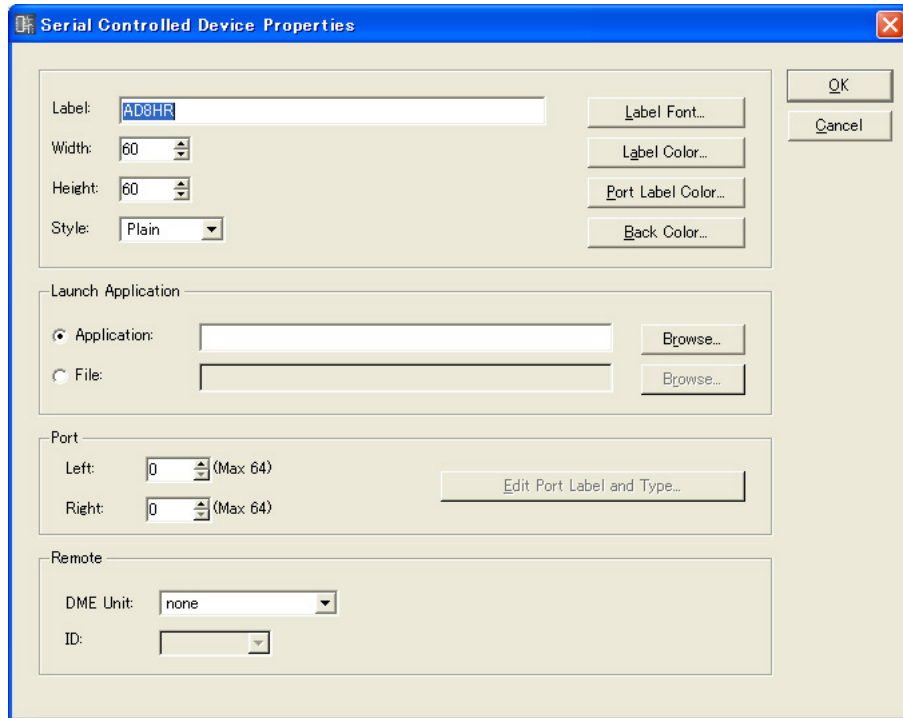 Serial Controlled Device Properties
OK
Cancel
Label: AD8HR Label Font...
Width: 60 Label Color...
Height: 60 Port Label Color...
Style: Plain Back Color...
Launch Application
Application: Browse...
File: Browse...
Port
Left: 0 (Max 64) Edit Port Label and Type...
Right: 0 (Max 64)
Remote
DME Unit: none
ID: